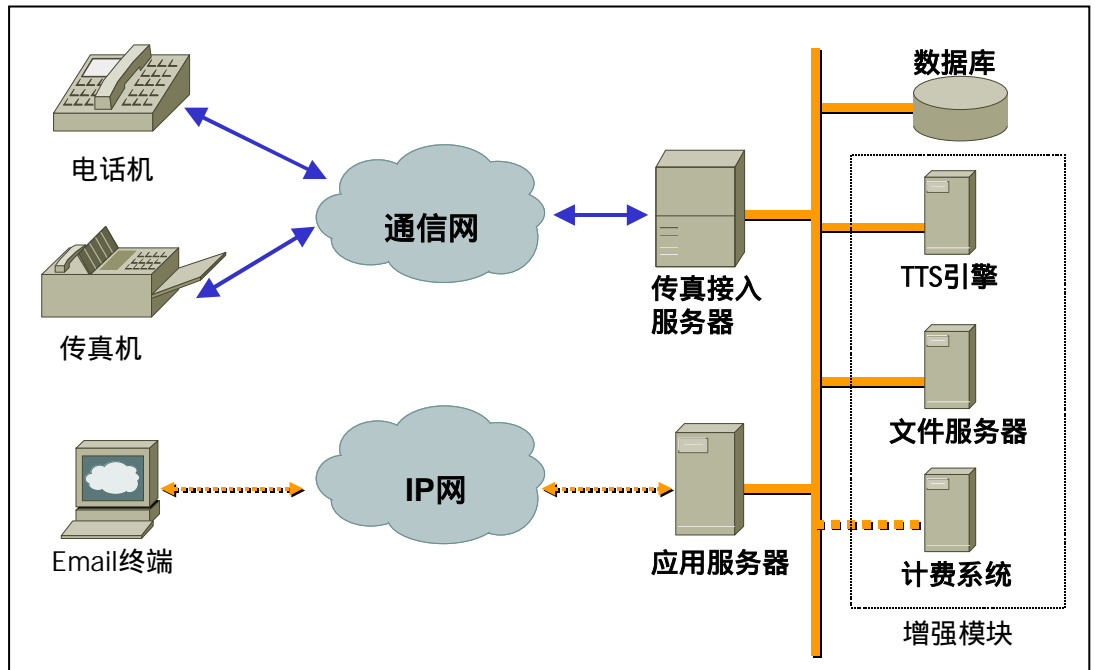 数据库
电话机
通信网
传真接入
服务器
TTS引擎
传真机
文件服务器
IP网
Email终端
应用服务器
计费系统
增强模块